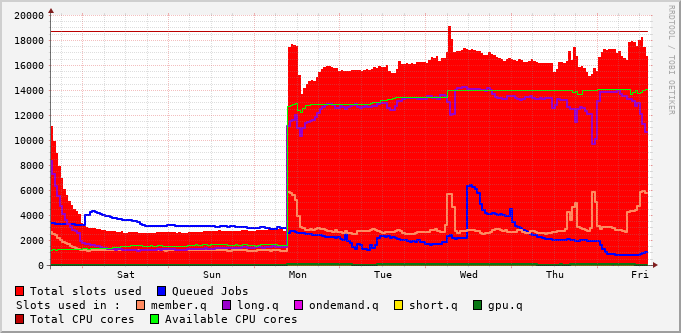 20000
18000
16000
14000
12000
10000
8000
6000
4000
2000
0
Sat Sun Mon Tue Wed Thu Fri
RRDTOOL / TOBI OETIKER
Total slots used Queued Jobs
Slots used in : member.q long.q ondemand.q short.q gpu.q
Total CPU cores Available CPU cores